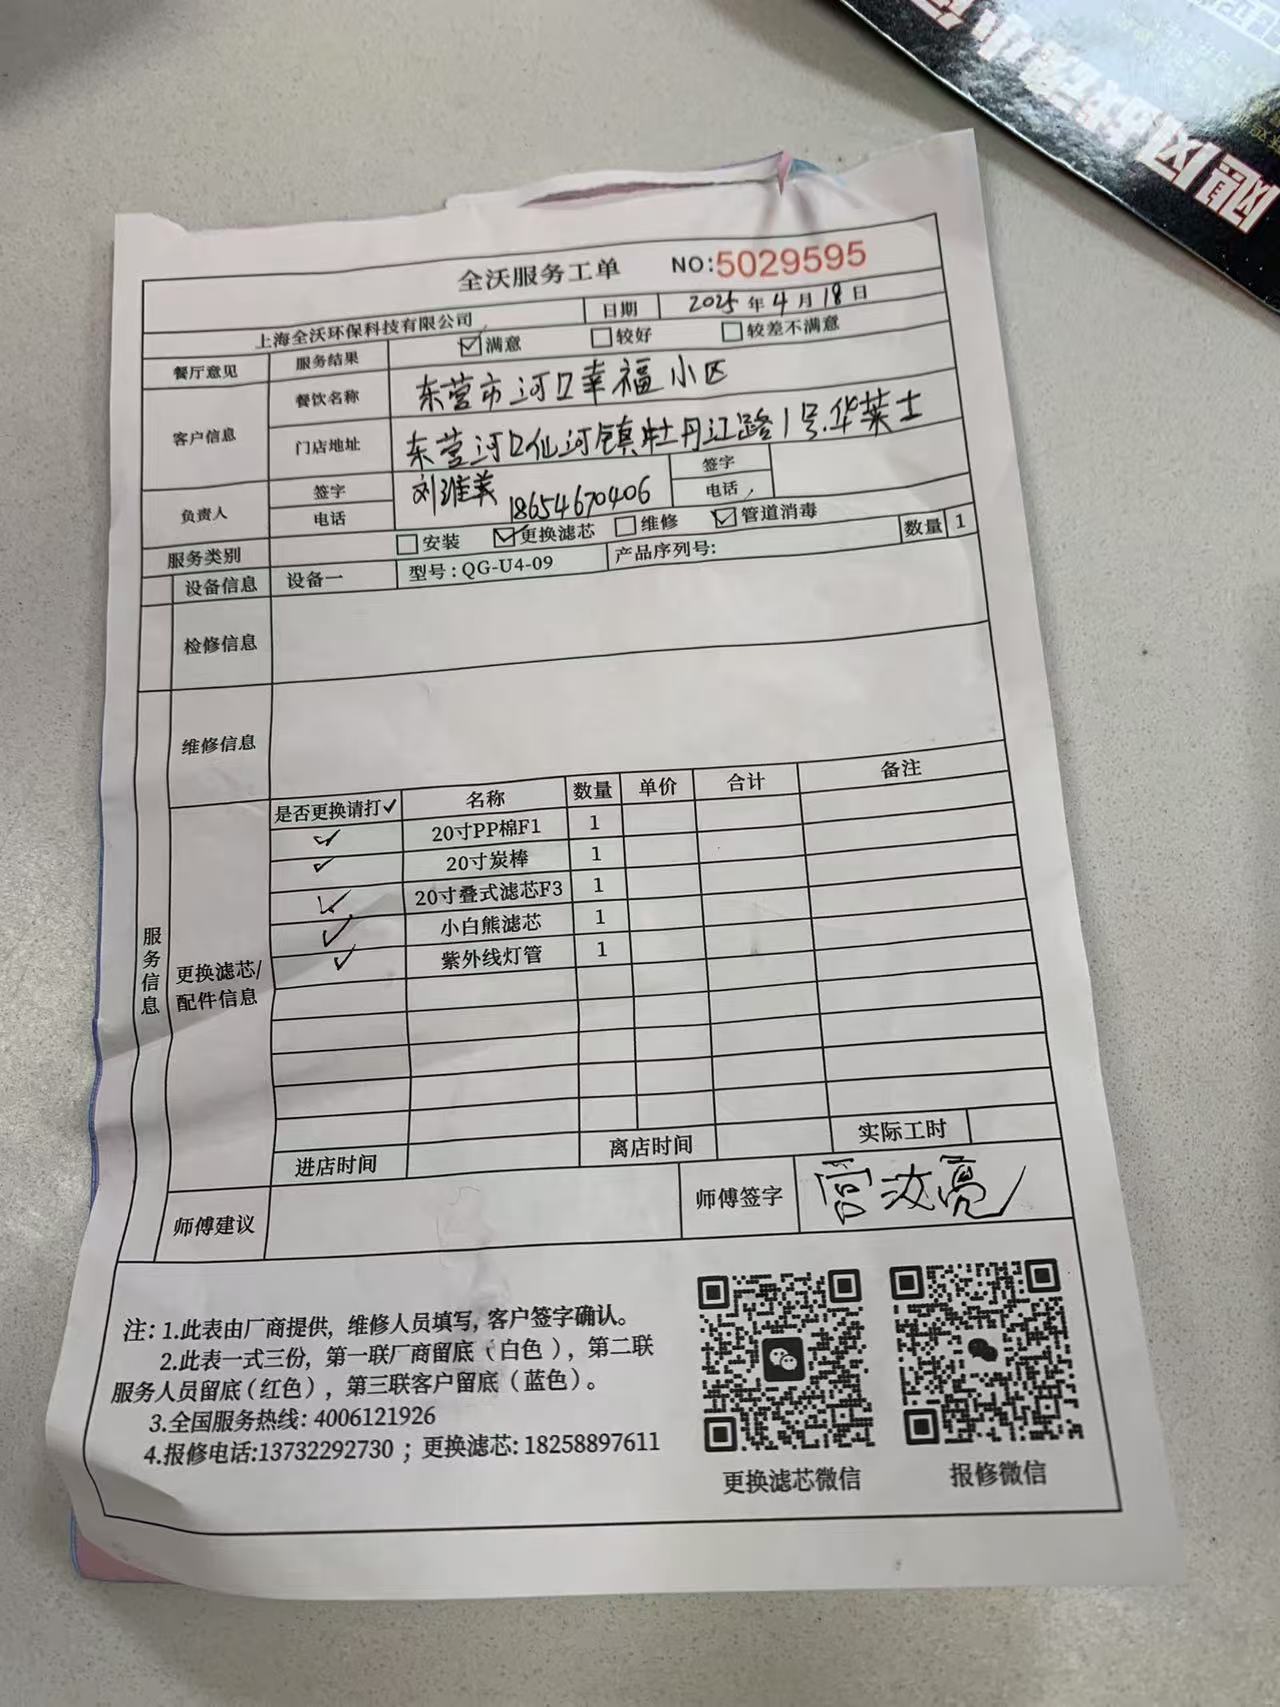 全沃服务工单 NO:5029595
上海全沃环保科技有限公司 日期 2025年4月18日
餐厅意见 服务结果 ☑满意 □较好 □较差不满意
客户信息 餐饮名称 东营市河口幸福小区
门店地址 东营河口仙河镇牡丹江路1号.华莱士
负责人 签字 刘维義 签字
电话 18654670406 电话
服务类别 □安装 ☑更换滤芯 □维修 ☑管道消毒
设备信息 设备一 型号:QG-U4-09 产品序列号: 数量 1
检修信息
维修信息
服务信息
更换滤芯/配件信息
是否更换请打✓ 名称 数量 单价 合计 备注
✓ 20寸PP棉F1 1
✓ 20寸炭棒 1
✓ 20寸叠式滤芯F3 1
✓ 小白熊滤芯 1
✓ 紫外线灯管 1
进店时间 离店时间 实际工时
师傅建议 师傅签字
注: 1.此表由厂商提供, 维修人员填写, 客户签字确认。
2.此表一式三份, 第一联厂商留底(白色), 第二联
服务人员留底(红色), 第三联客户留底(蓝色)。
3.全国服务热线: 4006121926
4.报修电话:13732292730 ; 更换滤芯: 18258897611
更换滤芯微信 报修微信